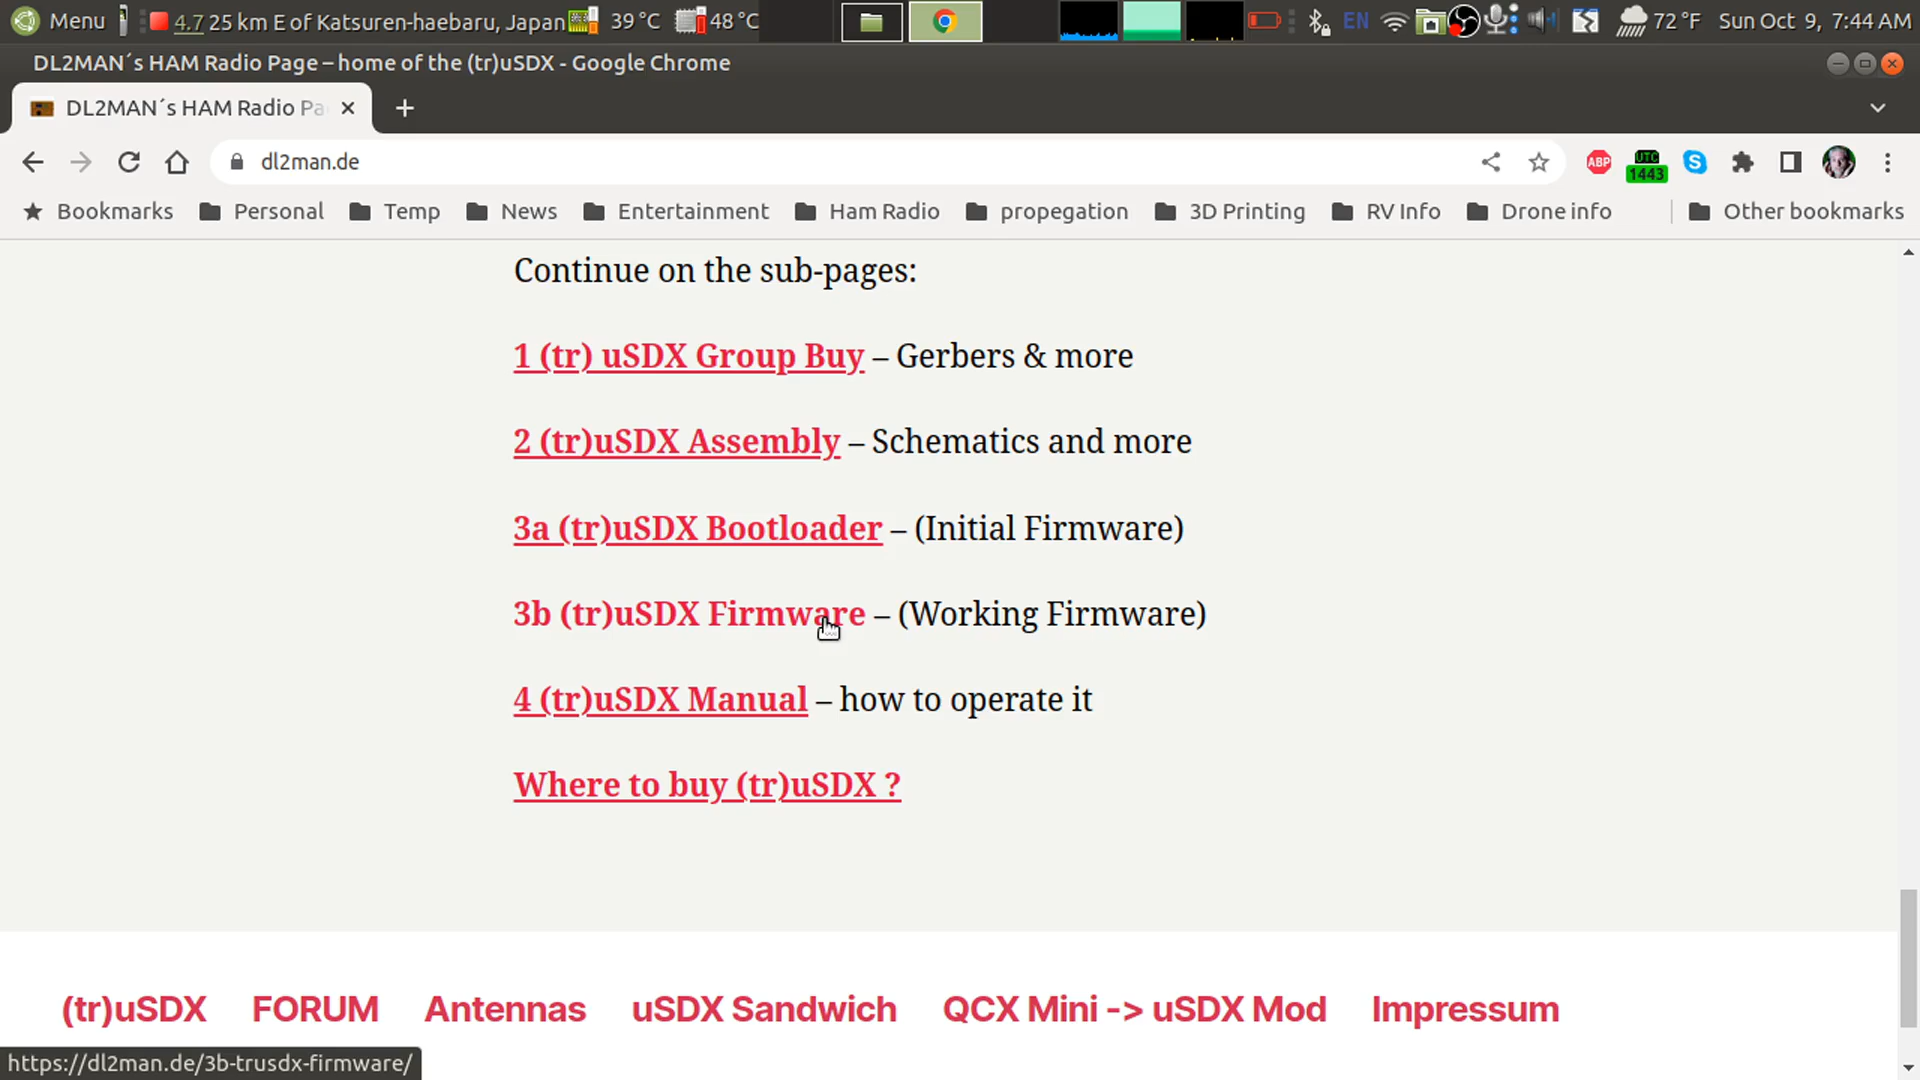 Menu 4.7 25 km E of Katsuren-haebaru, Japan 39°C 48°C EN 72°F Sun Oct 9, 7:44 AM
DL2MAN´s HAM Radio Page – home of the (tr)uSDX - Google Chrome
DL2MAN´s HAM Radio Pa
dl2man.de ABP UTC 1443
Bookmarks Personal Temp News Entertainment Ham Radio propegation 3D Printing RV Info Drone info Other bookmarks
Continue on the sub-pages:
1 (tr) uSDX Group Buy – Gerbers & more
2 (tr)uSDX Assembly – Schematics and more
3a (tr)uSDX Bootloader – (Initial Firmware)
3b (tr)uSDX Firmware – (Working Firmware)
4 (tr)uSDX Manual – how to operate it
Where to buy (tr)uSDX ?
(tr)uSDX FORUM Antennas uSDX Sandwich QCX Mini -> uSDX Mod Impressum
https://dl2man.de/3b-trusdx-firmware/